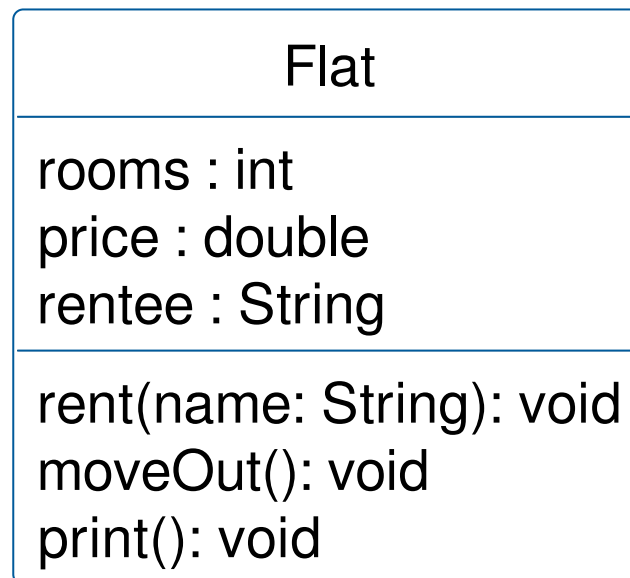 Flat
rooms : int
price : double
rentee : String
rent(name: String): void
moveOut(): void
print(): void